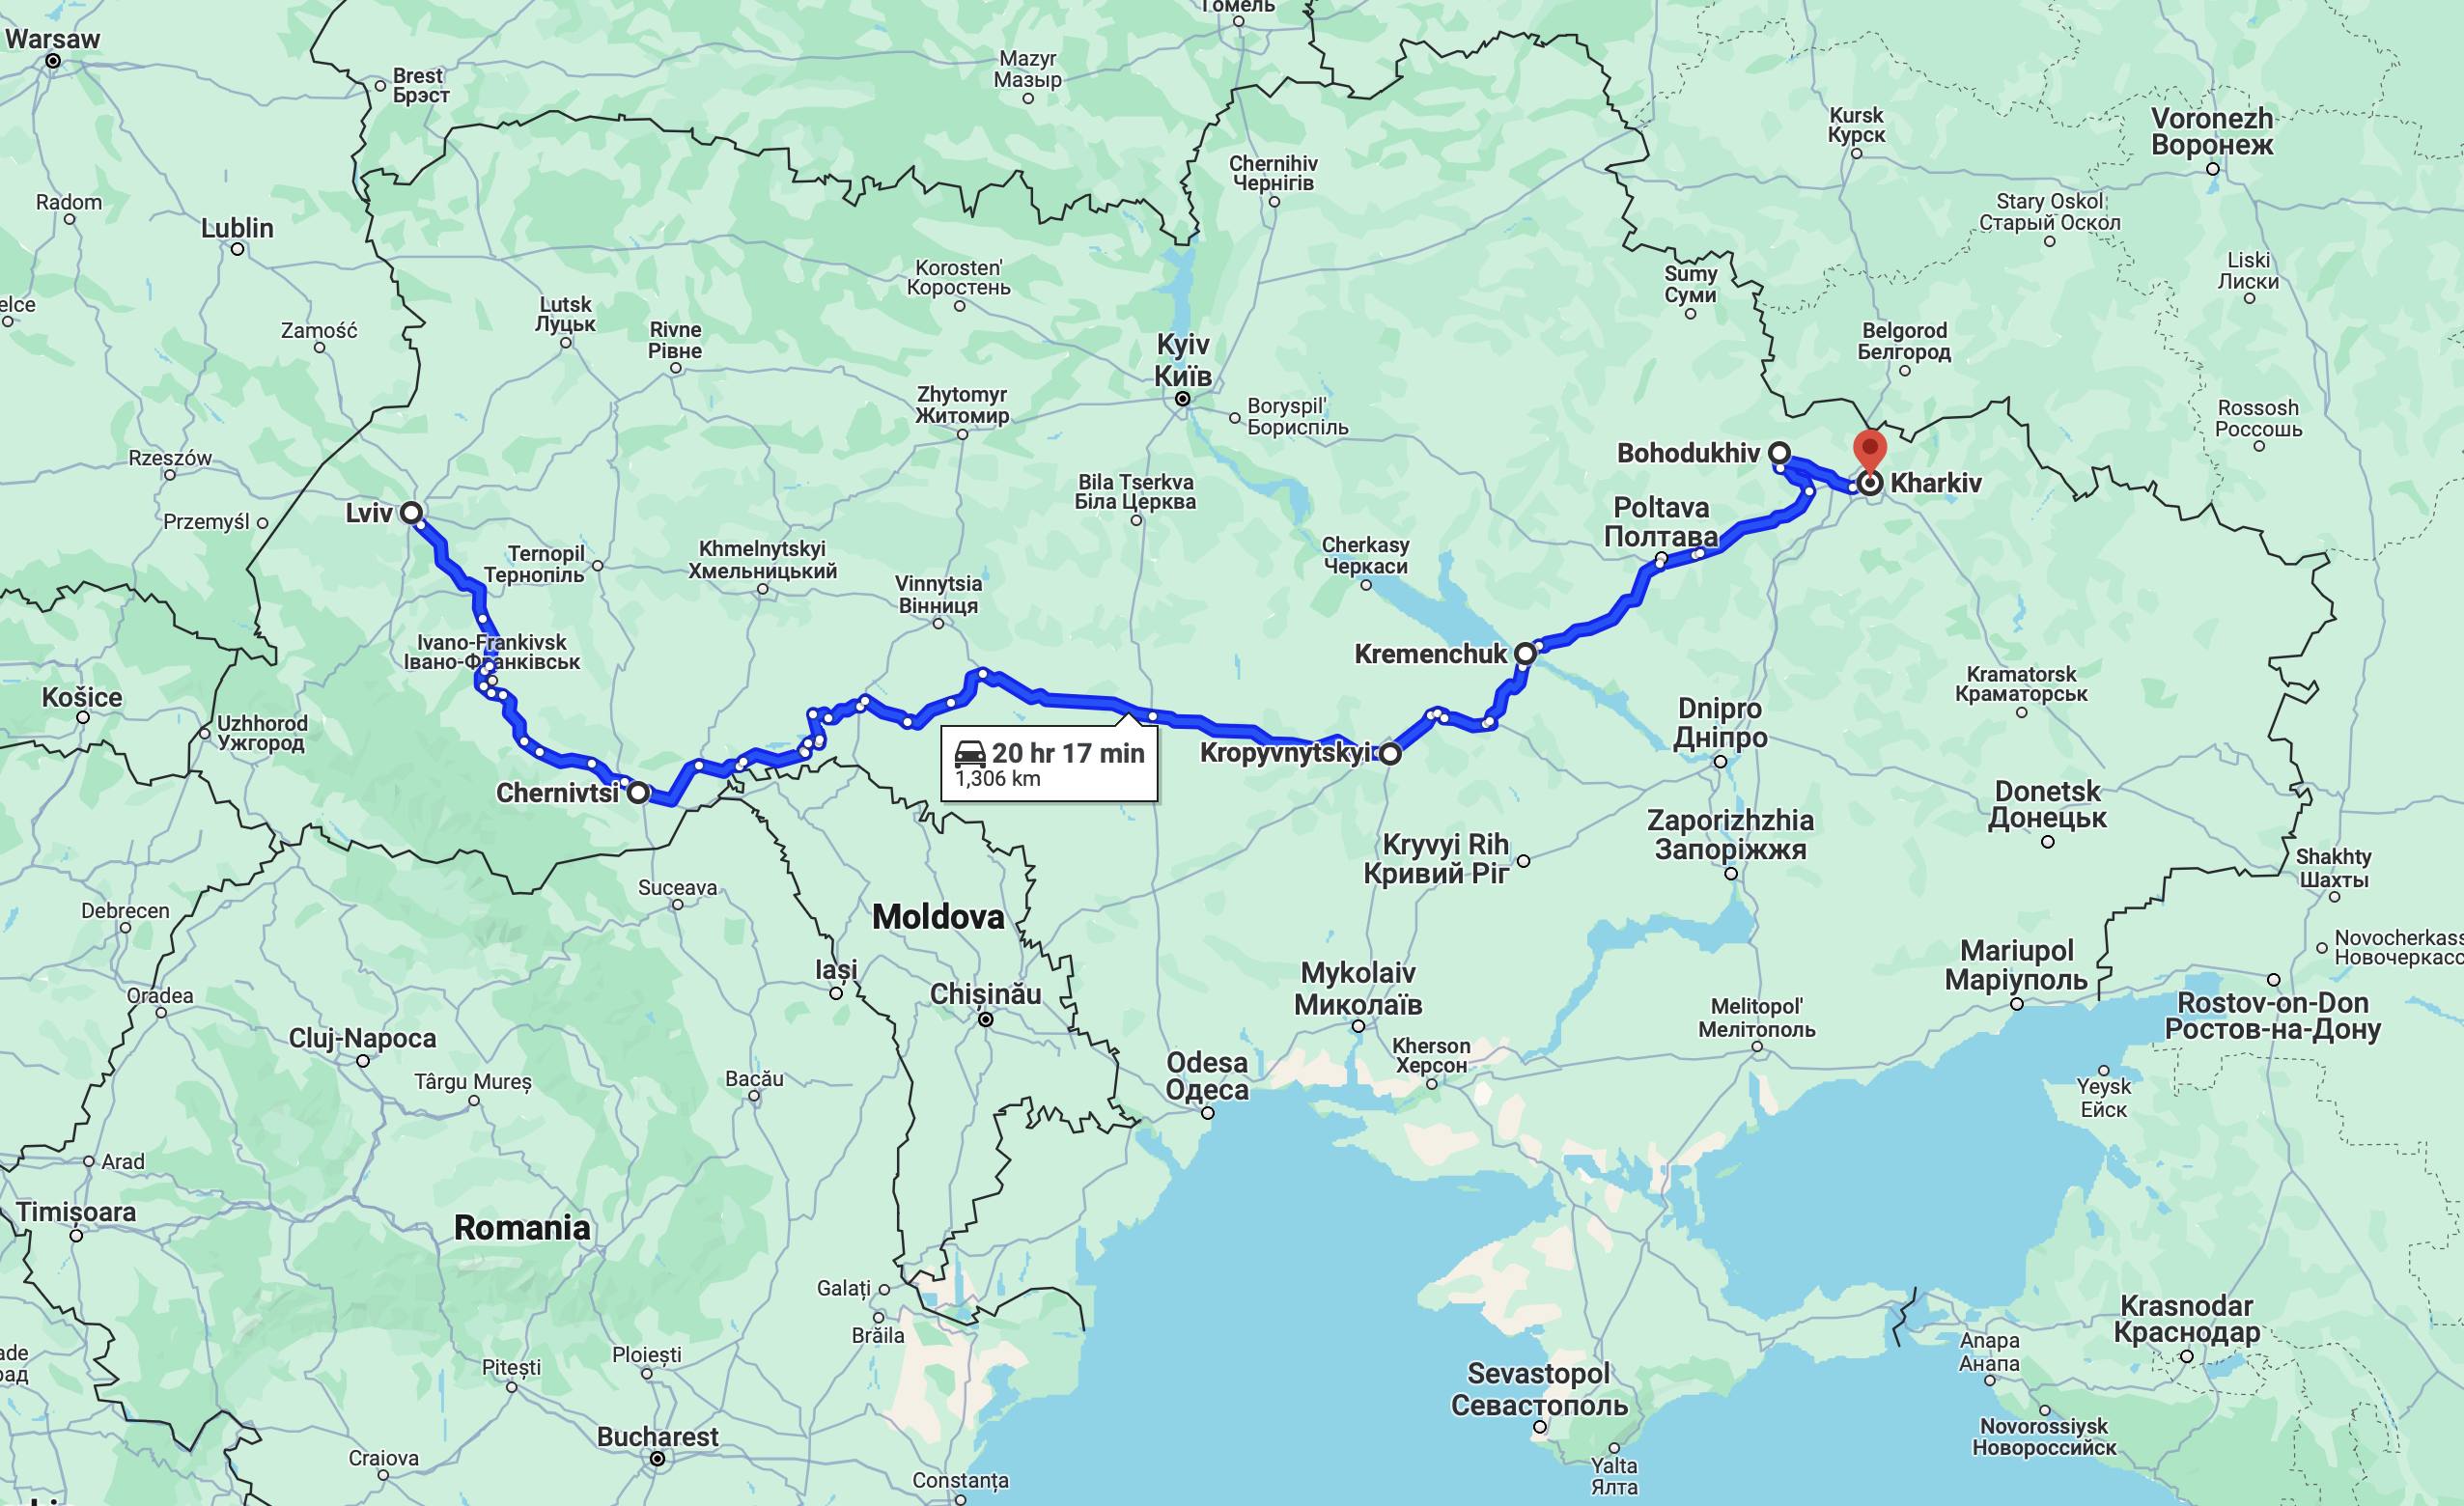 Гомель
Warsaw
Mazyr
Мазыр
Brest
Брэст
Kursk
Курск
Voronezh
Воронеж
Chernihiv
Чернігів
Radom
Lublin
Stary Oskol
Старый Оскол
Korosten'
Коростень
Sumy
Суми
Liski
Лиски
elce
Lutsk
Луцьк
Zamość
Rivne
Рівне
Kyiv
Київ
Belgorod
Белгород
Zhytomyr
Житомир
Boryspil'
Бориспіль
Rossosh
Россошь
Rzeszów
Bohodukhiv
Kharkiv
Bila Tserkva
Біла Церква
Przemyśl
Lviv
Poltava
Полтава
Ternopil
Тернопіль
Khmelnytskyi
Хмельницький
Cherkasy
Черкаси
Vinnytsia
Вінниця
Ivano-Frankivsk
Івано-Франківськ
Kremenchuk
Kramatorsk
Краматорськ
Košice
Uzhhorod
Ужгород
Dnipro
Дніпро
20 hr 17 min
1,306 km
Kropyvnytskyi
Chernivtsi
Donetsk
Донецьк
Zaporizhzhia
Запоріжжя
Kryvyi Rih
Кривий Ріг
Shakhty
Шахты
Suceava
Debrecen
Moldova
Novocherkass
Новочеркасс
Mariupol
Маріуполь
Iași
Mykolaiv
Миколаїв
Chișinău
Oradea
Rostov-on-Don
Ростов-на-Дону
Melitopol'
Мелітополь
Cluj-Napoca
Kherson
Херсон
Odesa
Одеса
Târgu Mureș
Bacău
Yeysk
Ейск
Arad
Timișoara
Romania
Galați
Brăila
Krasnodar
Краснодар
Anapa
Анапа
ade
рад
Pitești
Ploiești
Sevastopol
Севастополь
Novorossiysk
Новороссийск
Bucharest
Craiova
Yalta
Ялта
Constanța